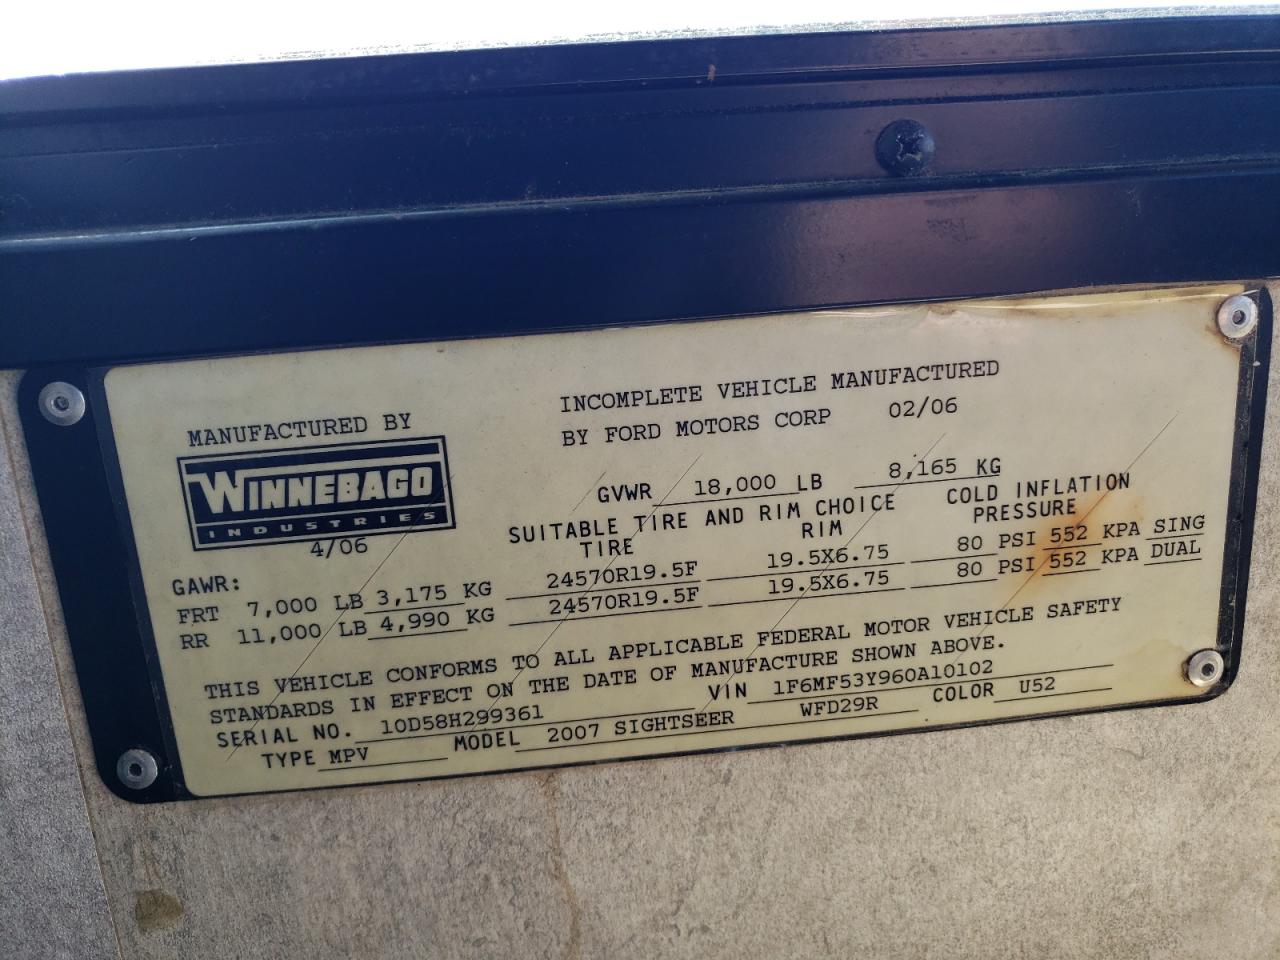 INCOMPLETE VEHICLE MANUFACTURED
BY FORD MOTORS CORP 02/06
MANUFACTURED BY
WINNEBAGO
INDUSTRIES
4/06
GVWR 18,000 LB 8,165 KG
SUITABLE TIRE AND RIM CHOICE
TIRE RIM
COLD INFLATION
PRESSURE
GAWR:
FRT 7,000 LB 3,175 KG 24570R19.5F 19.5X6.75 80 PSI 552 KPA SING
RR 11,000 LB 4,990 KG 24570R19.5F 19.5X6.75 80 PSI 552 KPA DUAL
THIS VEHICLE CONFORMS TO ALL APPLICABLE FEDERAL MOTOR VEHICLE SAFETY
STANDARDS IN EFFECT ON THE DATE OF MANUFACTURE SHOWN ABOVE.
SERIAL NO. 10D58H299361 VIN 1F6MF53Y960A10102
TYPE MPV MODEL 2007 SIGHTSEER WFD29R COLOR U52